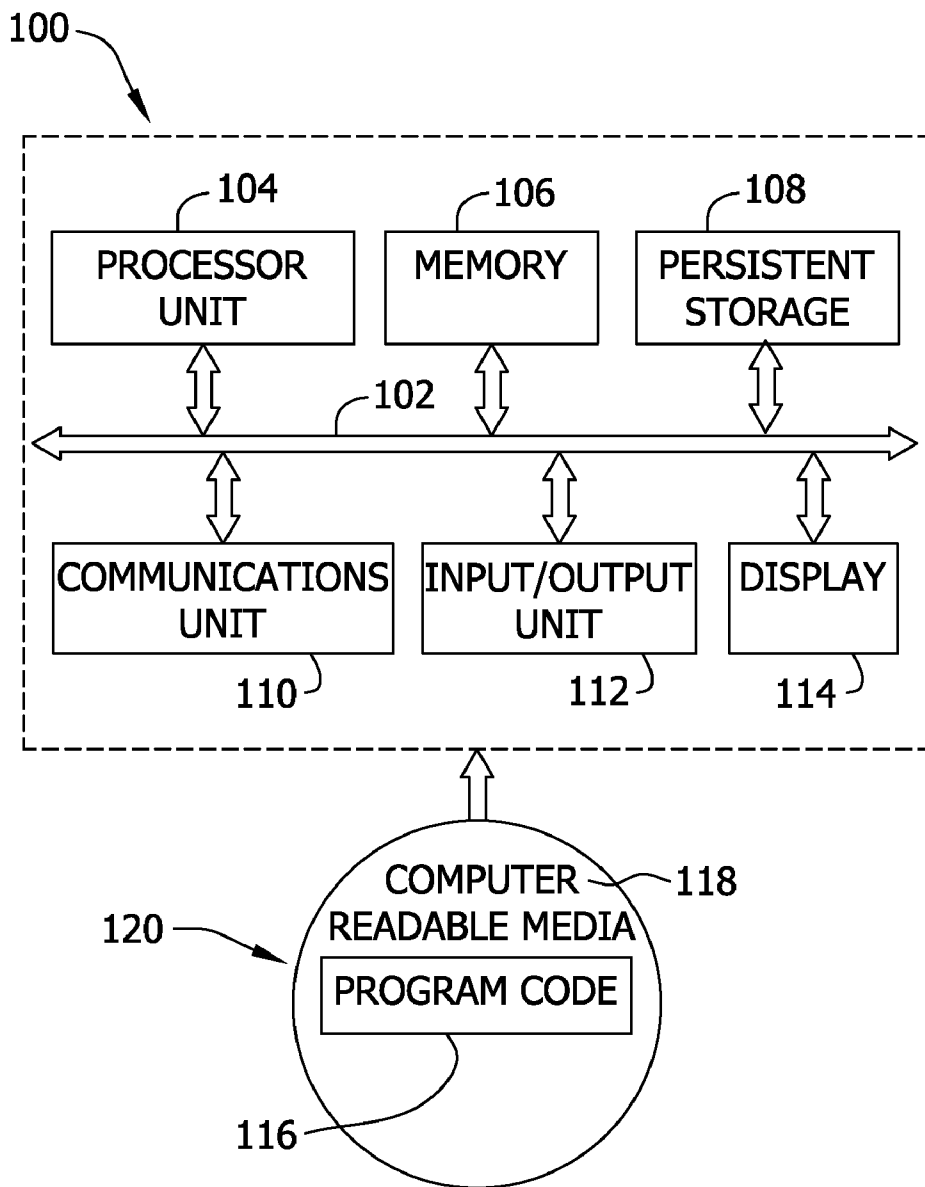 100
104
106
108
PROCESSOR
UNIT
MEMORY
PERSISTENT
STORAGE
102
COMMUNICATIONS
UNIT
INPUT/OUTPUT
UNIT
DISPLAY
110
112
114
COMPUTER
READABLE MEDIA
118
120
PROGRAM CODE
116